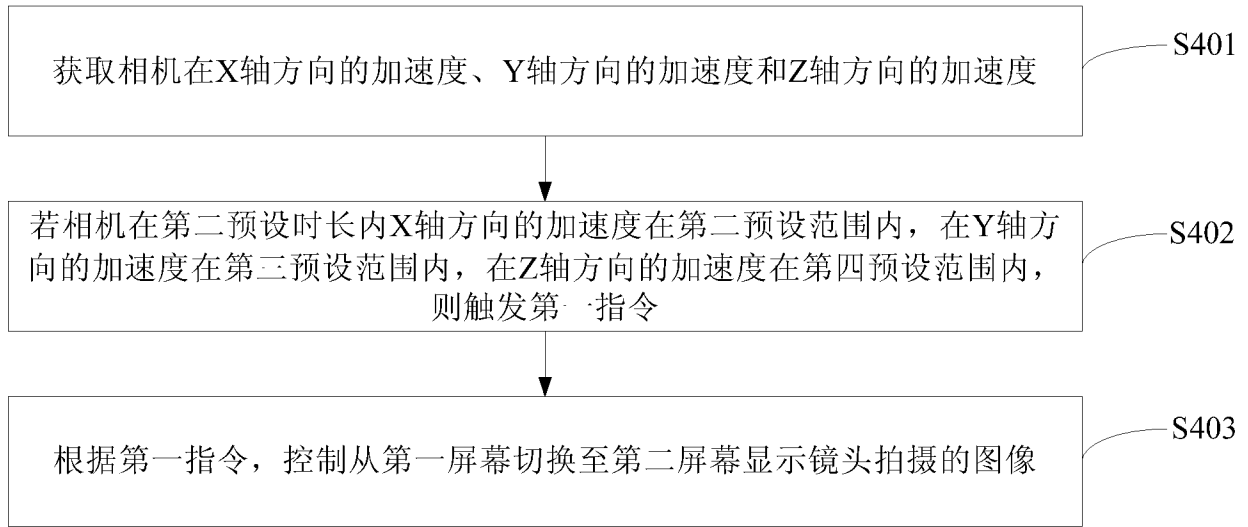 获取相机在X轴方向的加速度、Y轴方向的加速度和Z轴方向的加速度
S401
若相机在第二预设时长内X轴方向的加速度在第二预设范围内，在Y轴方
向的加速度在第三预设范围内，在Z轴方向的加速度在第四预设范围内，
则触发第一指令
S402
根据第一指令，控制从第一屏幕切换至第二屏幕显示镜头拍摄的图像
S403